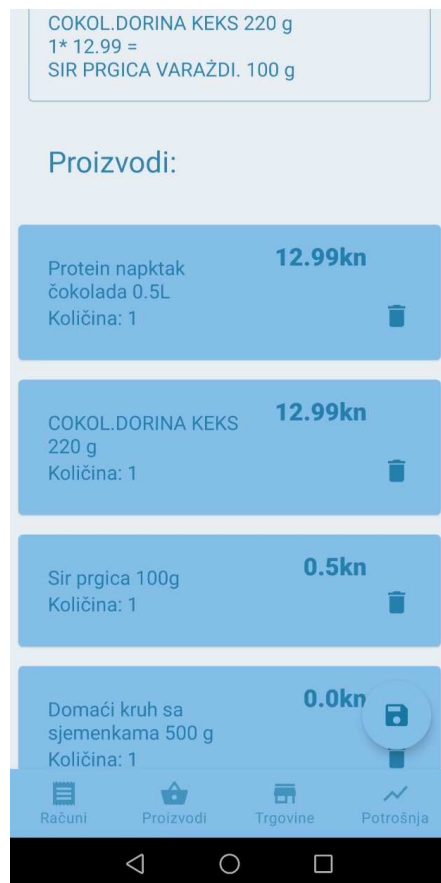 COKOL.DORINA KEKS 220 g
1* 12.99 =
SIR PRGICA VARAŽDI. 100 g
Proizvodi:
Protein napktak
čokolada 0.5L
Količina: 1
12.99kn
COKOL.DORINA KEKS
220 g
Količina: 1
12.99kn
Sir prgica 100g
Količina: 1
0.5kn
Domaći kruh sa
sjemenkama 500 g
Količina: 1
0.0kn
Računi
Proizvodi
Trgovine
Potrošnja